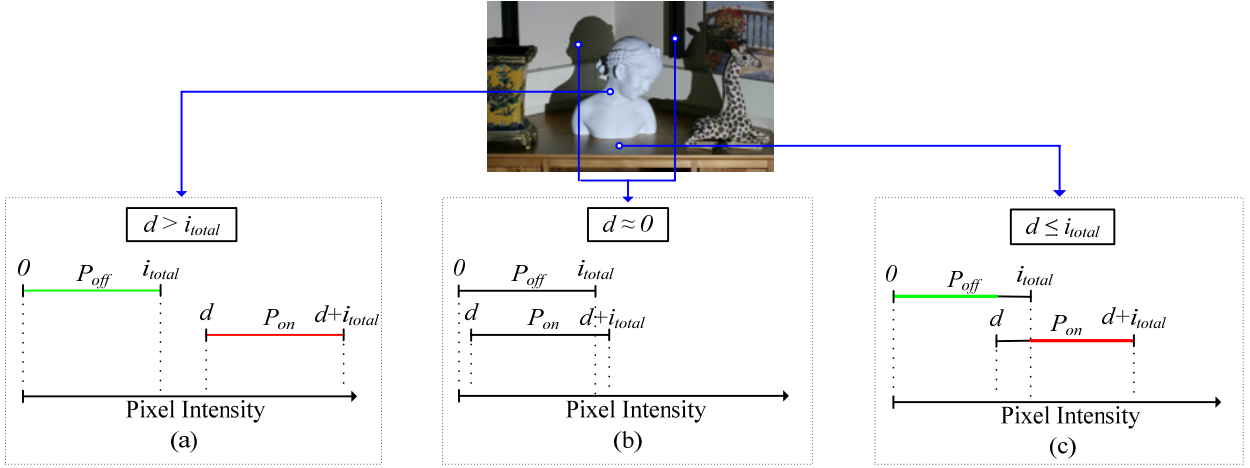 d > i_total
0 P_off i_total
d P_on d+i_total
Pixel Intensity
(a)
d ≈ 0
0 P_off i_total
d P_on d+i_total
Pixel Intensity
(b)
d ≤ i_total
0 P_off i_total
d P_on d+i_total
Pixel Intensity
(c)